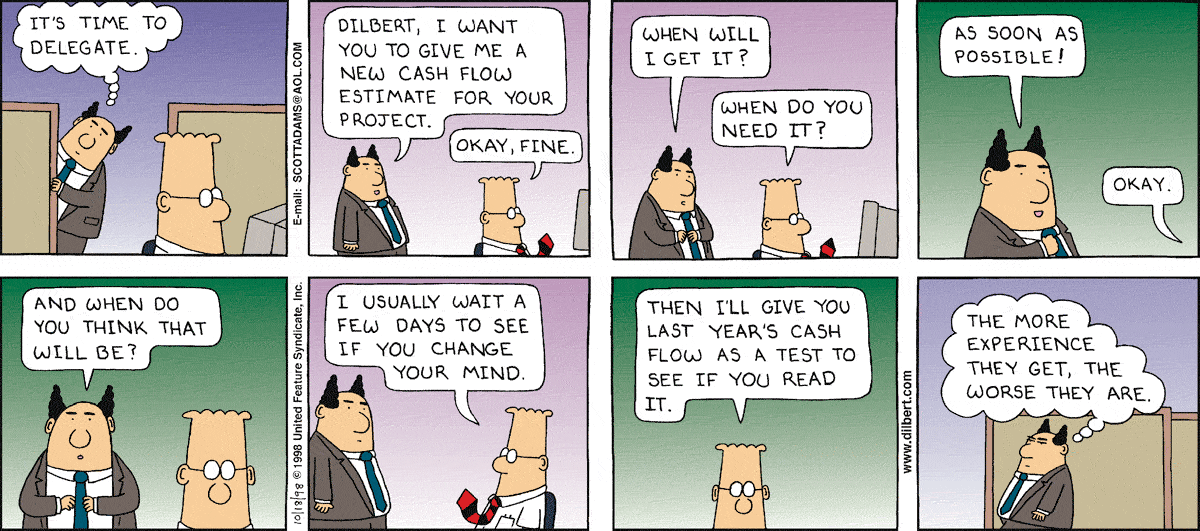 IT'S TIME TO
DELEGATE.
E-mail: SCOTTADAMS@AOL.COM
DILBERT, I WANT
YOU TO GIVE ME A
NEW CASH FLOW
ESTIMATE FOR YOUR
PROJECT.
OKAY, FINE.
WHEN WILL
I GET IT?
WHEN DO YOU
NEED IT?
AS SOON AS
POSSIBLE!
OKAY.
AND WHEN DO
YOU THINK THAT
WILL BE?
10/18/98 © 1998 United Feature Syndicate, Inc.
I USUALLY WAIT A
FEW DAYS TO SEE
IF YOU CHANGE
YOUR MIND.
THEN I'LL GIVE YOU
LAST YEAR'S CASH
FLOW AS A TEST TO
SEE IF YOU READ
IT.
www.dilbert.com
THE MORE
EXPERIENCE
THEY GET, THE
WORSE THEY ARE.